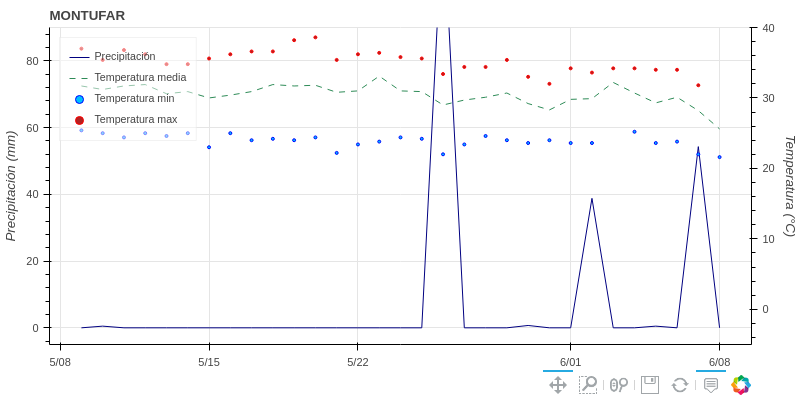 MONTUFAR
Precipitación
Temperatura media
Temperatura min
Temperatura max
Precipitación (mm)
80
60
40
20
0
Temperatura (°C)
40
30
20
10
0
5/08
5/15
5/22
6/01
6/08